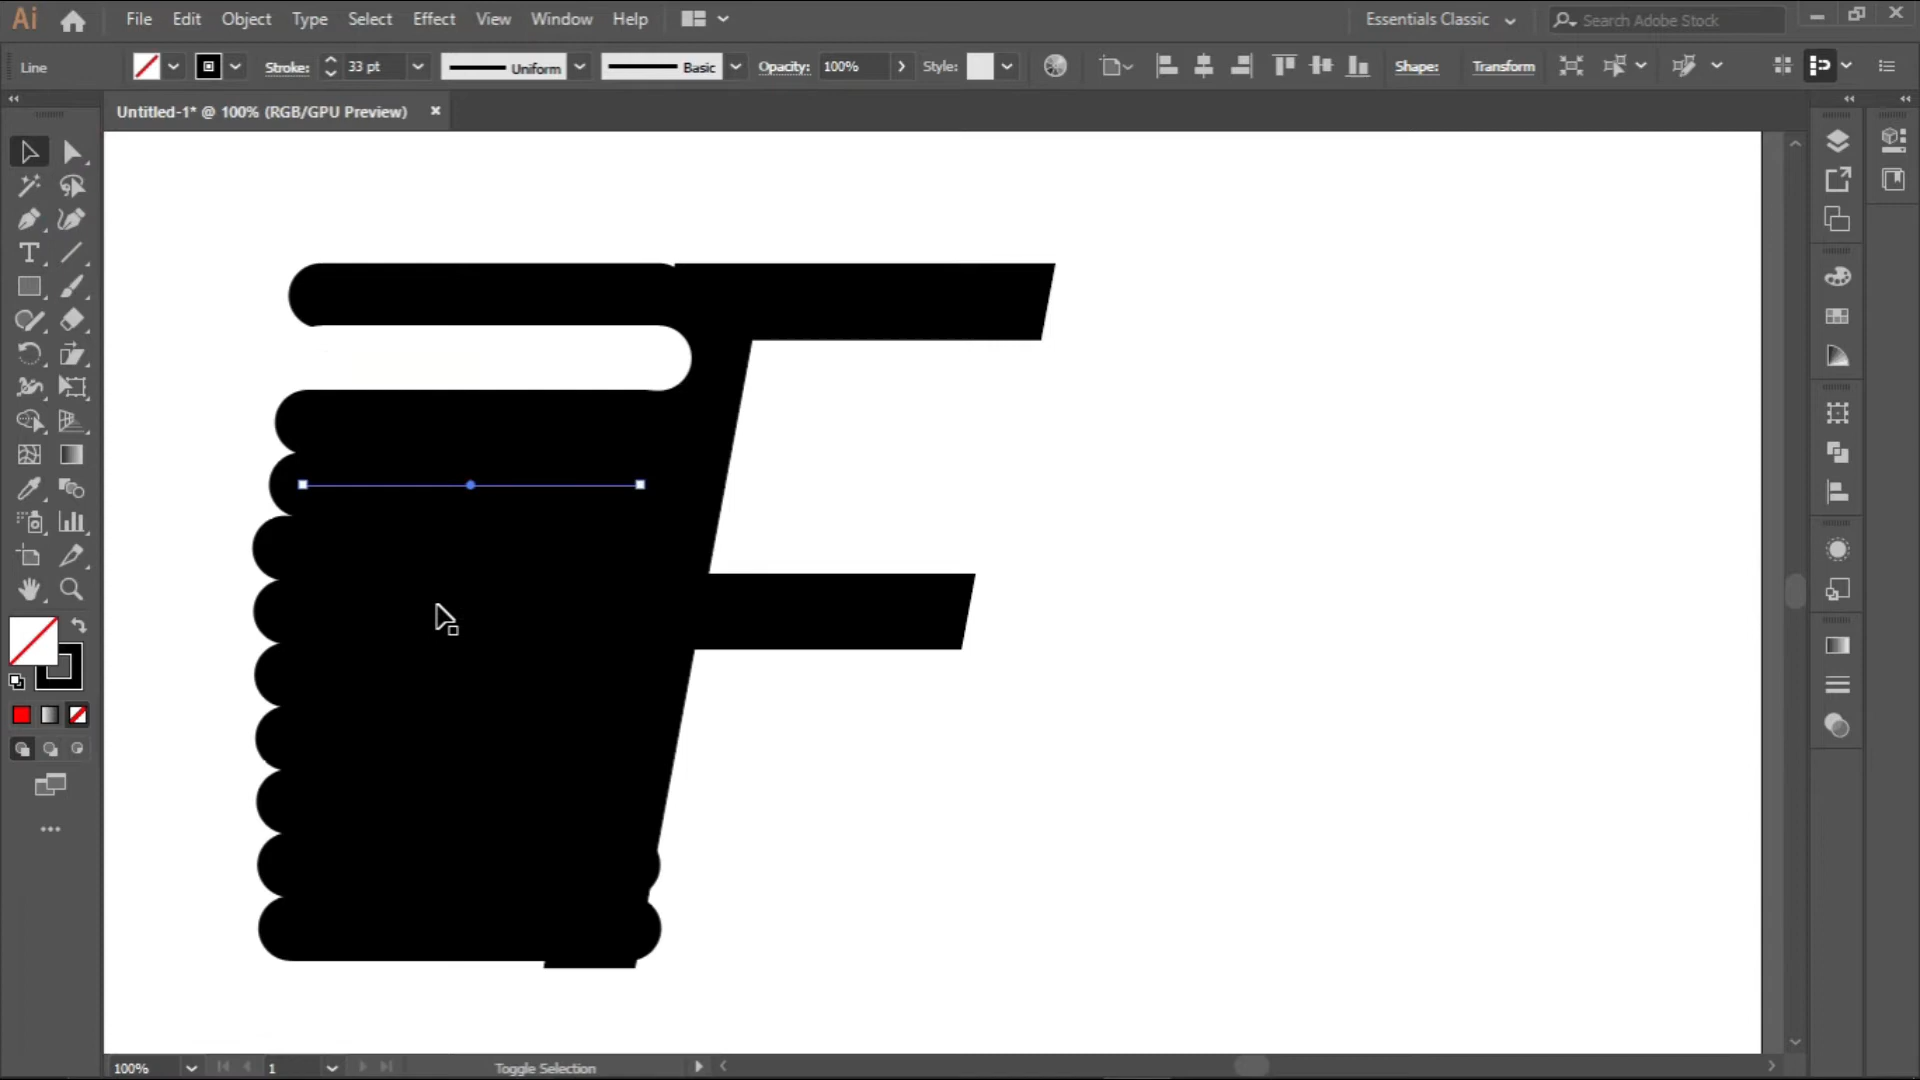 Ai File Edit Object Type Select Effect View Window Help Essentials Classic Search Adobe Stock
Line Stroke: 33 pt Uniform Basic Opacity: 100% Style: Shape: Transform
Untitled-1* @ 100% (RGB/GPU Preview)
100% 1 Toggle Selection